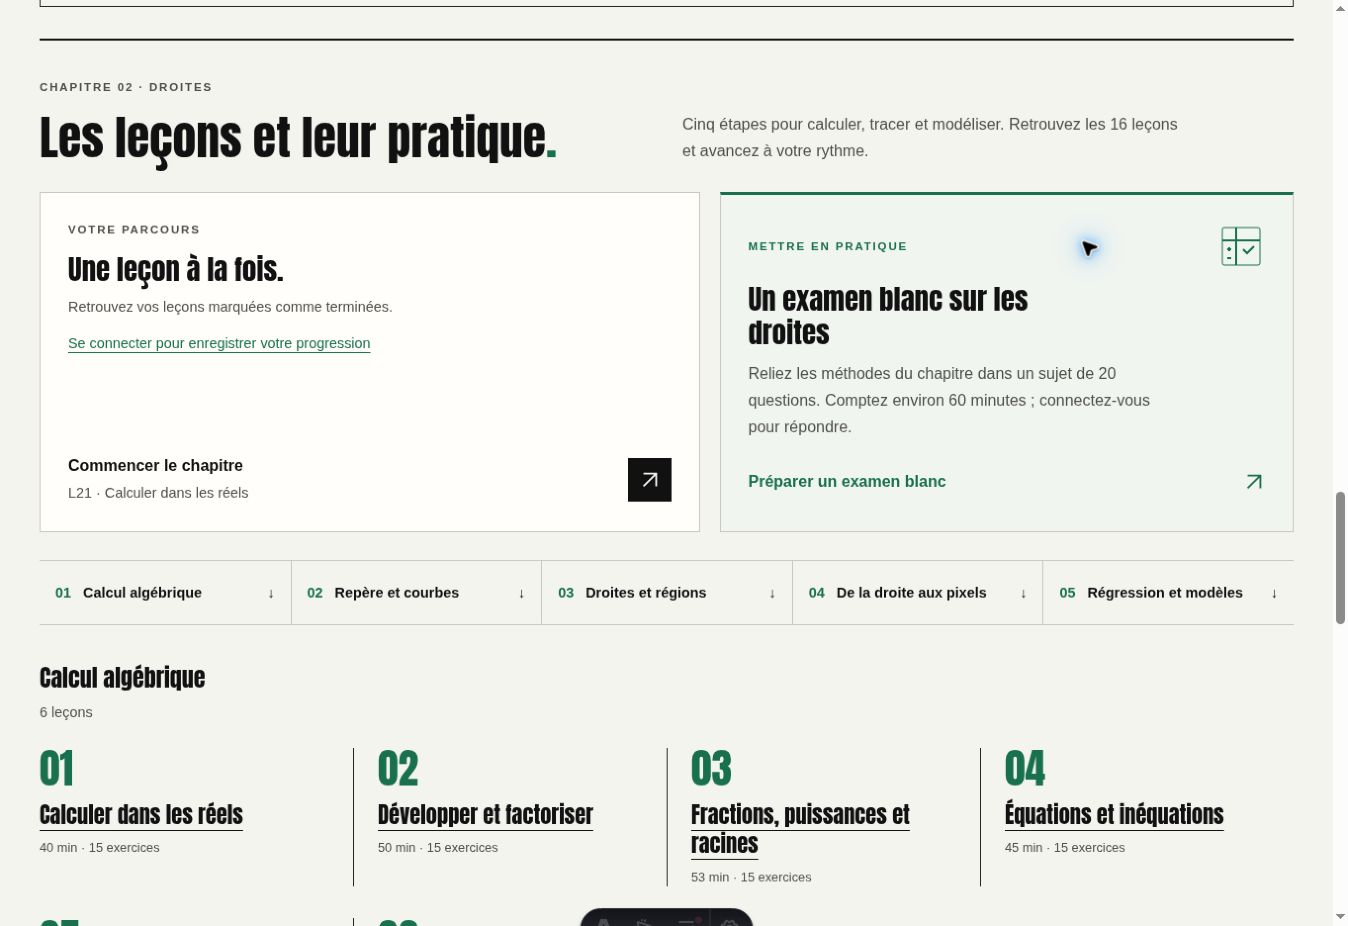 CHAPITRE 02 · DROITES
Les leçons et leur pratique.
Cinq étapes pour calculer, tracer et modéliser. Retrouvez les 16 leçons
et avancez à votre rythme.
VOTRE PARCOURS
Une leçon à la fois.
Retrouvez vos leçons marquées comme terminées.
Se connecter pour enregistrer votre progression
Commencer le chapitre
L21 · Calculer dans les réels
METTRE EN PRATIQUE
Un examen blanc sur les
droites
Reliez les méthodes du chapitre dans un sujet de 20
questions. Comptez environ 60 minutes ; connectez-vous
pour répondre.
Préparer un examen blanc
01 Calcul algébrique ↓
02 Repère et courbes ↓
03 Droites et régions ↓
04 De la droite aux pixels ↓
05 Régression et modèles ↓
Calcul algébrique
6 leçons
01
Calculer dans les réels
40 min · 15 exercices
02
Développer et factoriser
50 min · 15 exercices
03
Fractions, puissances et
racines
53 min · 15 exercices
04
Équations et inéquations
45 min · 15 exercices